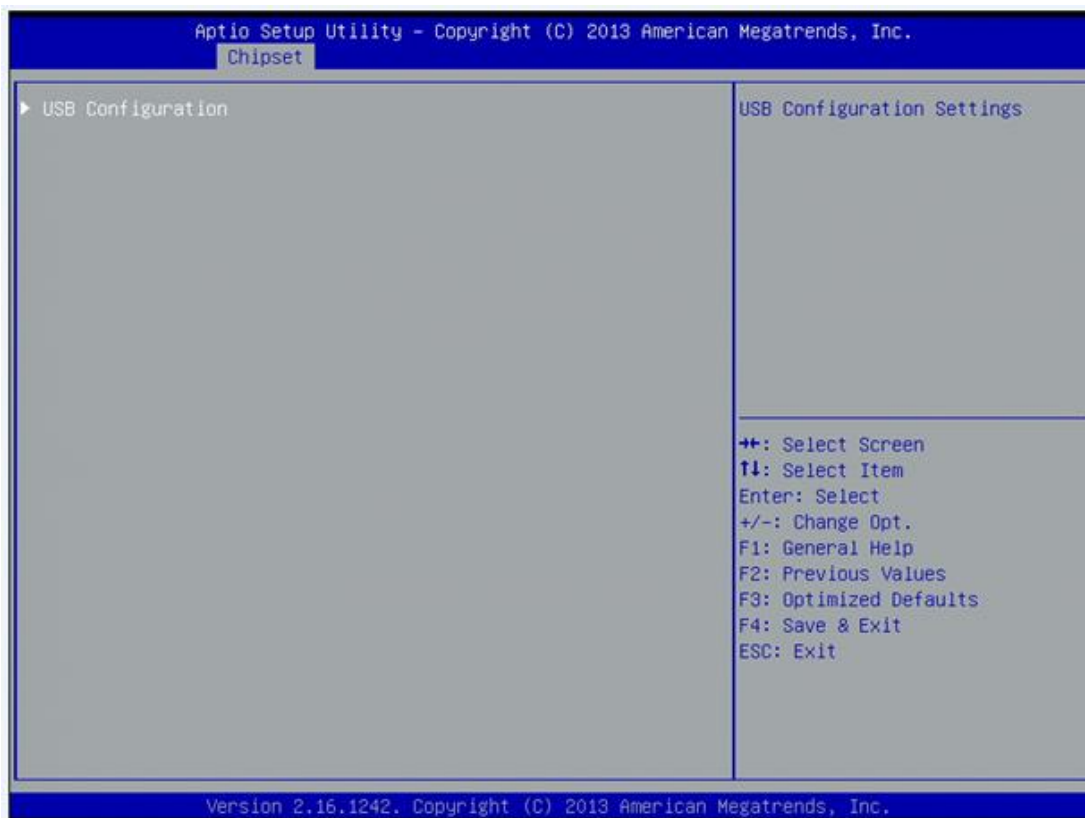 Aptio Setup Utility – Copyright (C) 2013 American Megatrends, Inc.
Chipset
▶ USB Configuration
USB Configuration Settings
→←: Select Screen
↑↓: Select Item
Enter: Select
+/-: Change Opt.
F1: General Help
F2: Previous Values
F3: Optimized Defaults
F4: Save & Exit
ESC: Exit
Version 2.16.1242. Copyright (C) 2013 American Megatrends, Inc.